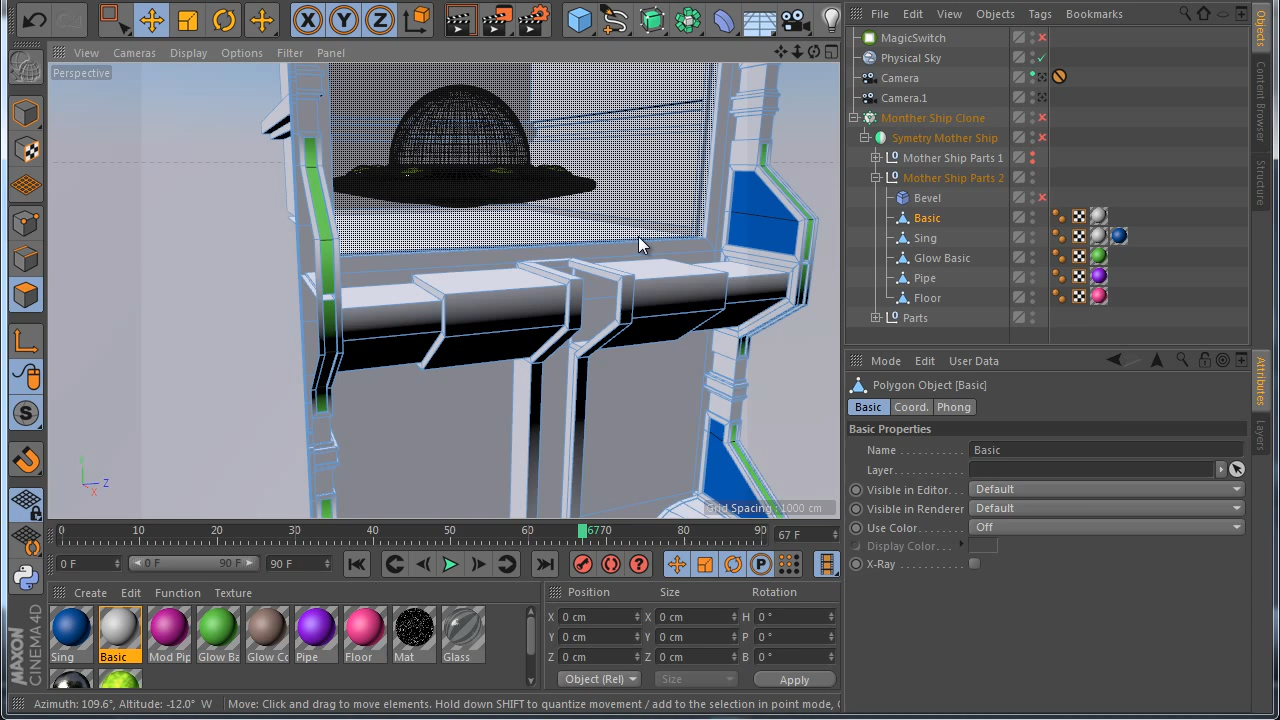 File Edit View Objects Tags Bookmarks
View Cameras Display Options Filter Panel
Perspective
MagicSwitch
Physical Sky
Camera
Camera.1
Monther Ship Clone
Symetry Mother Ship
Mother Ship Parts 1
Mother Ship Parts 2
Bevel
Basic
Sing
Glow Basic
Pipe
Floor
Parts
Objects
Content Browser
Structure
Mode Edit User Data
Polygon Object [Basic]
Basic Coord. Phong
Basic Properties
Name Basic
Layer
Visible in Editor Default
Visible in Renderer Default
Use Color Off
Display Color
X-Ray
Attributes
Layers
Grid Spacing : 1000 cm
0 10 20 30 40 50 6770 80 90 67 F
0 F 0 F 90 F 90 F
Create Edit Function Texture
Sing Basic Mod Pip Glow Ba Glow Co Pipe Floor Mat Glass
Position Size Rotation
X 0 cm X 0 cm H 0 °
Y 0 cm Y 0 cm P 0 °
Z 0 cm Z 0 cm B 0 °
Object (Rel) Size Apply
MAXON
CINEMA 4D
Azimuth: 109.6°, Altitude: -12.0° W Move: Click and drag to move elements. Hold down SHIFT to quantize movement / add to the selection in point mode,